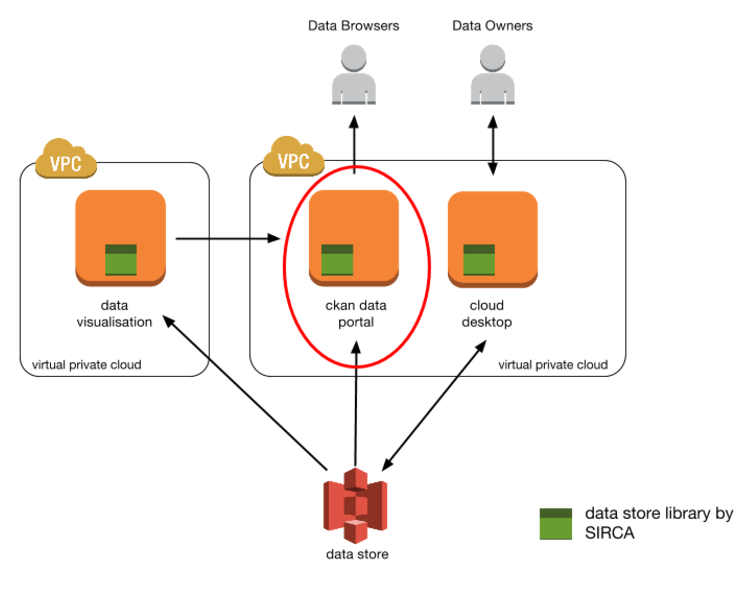 Data Browsers
Data Owners
VPC
VPC
data
visualisation
ckan data
portal
cloud
desktop
virtual private cloud
virtual private cloud
data store
data store library by
SIRCA